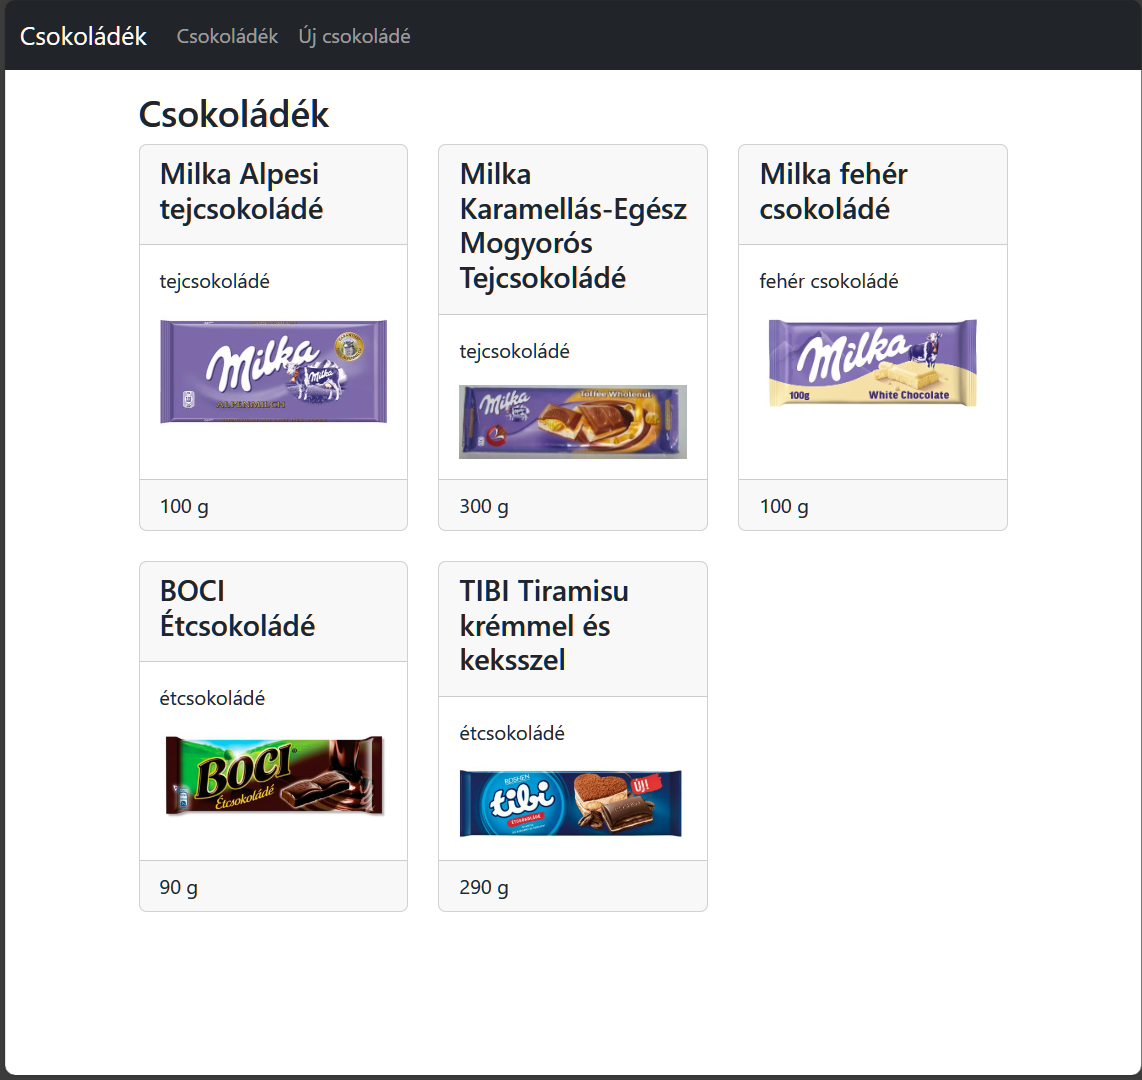 Csokoládék Csokoládék Új csokoládé
Csokoládék
Milka Alpesi
tejcsokoládé
tejcsokoládé
Milka
Milka
ALPENMILCH
100 g
Milka
Karamellás-Egész
Mogyorós
Tejcsokoládé
tejcsokoládé
Milka
Toffee Wholenut
300 g
Milka fehér
csokoládé
fehér csokoládé
Milka
100g
White Chocolate
100 g
BOCI
Étcsokoládé
étcsokoládé
BOCI
Étcsokoládé
90 g
TIBI Tiramisu
krémmel és
keksszel
étcsokoládé
ROSHEN
tibi
ÉTCSOKOLÁDÉ
ÚJ!
290 g